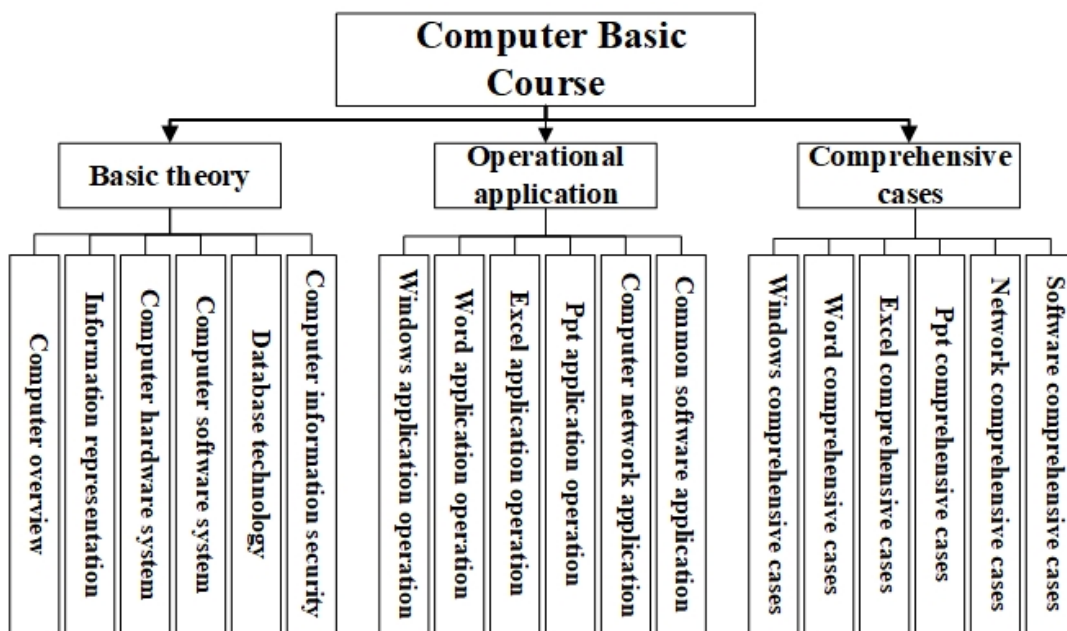 Computer Basic
Course
Basic theory
Operational
application
Comprehensive
cases
Computer overview
Information representation
Computer hardware system
Computer software system
Database technology
Computer information security
Windows application operation
Word application operation
Excel application operation
Ppt application operation
Computer network application
Common software application
Windows comprehensive cases
Word comprehensive cases
Excel comprehensive cases
Ppt comprehensive cases
Network comprehensive cases
Software comprehensive cases